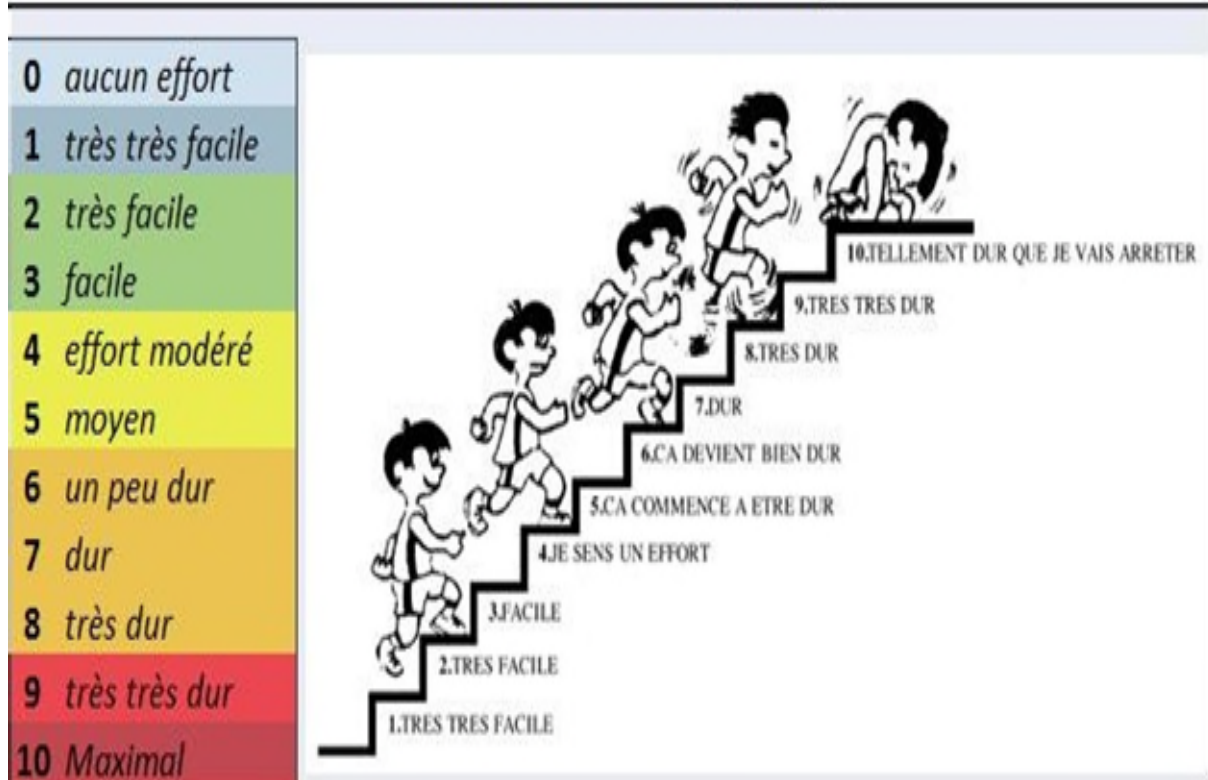 0 aucun effort
1 très très facile
2 très facile
3 facile
4 effort modéré
5 moyen
6 un peu dur
7 dur
8 très dur
9 très très dur
10 Maximal
10.TELLEMENT DUR QUE JE VAIS ARRETER
9.TRES TRES DUR
8.TRES DUR
7.DUR
6.CA DEVIENT BIEN DUR
5.CA COMMENCE A ETRE DUR
4.JE SENS UN EFFORT
3.FACILE
2.TRES FACILE
1.TRES TRES FACILE